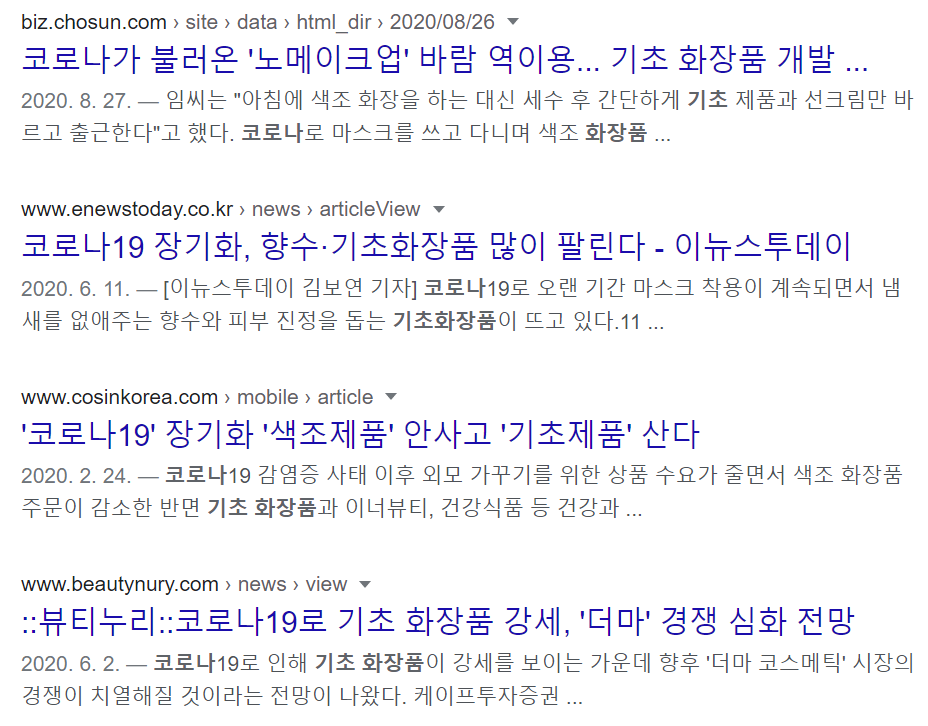 biz.chosun.com › site › data › html_dir › 2020/08/26
코로나가 불러온 '노메이크업' 바람 역이용... 기초 화장품 개발 ...
2020. 8. 27. — 임씨는 "아침에 색조 화장을 하는 대신 세수 후 간단하게 기초 제품과 선크림만 바
르고 출근한다"고 했다. 코로나로 마스크를 쓰고 다니며 색조 화장품 ...
www.enewstoday.co.kr › news › articleView
코로나19 장기화, 향수·기초화장품 많이 팔린다 - 이뉴스투데이
2020. 6. 11. — [이뉴스투데이 김보연 기자] 코로나19로 오랜 기간 마스크 착용이 계속되면서 냄
새를 없애주는 향수와 피부 진정을 돕는 기초화장품이 뜨고 있다.11 ...
www.cosinkorea.com › mobile › article
'코로나19' 장기화 '색조제품' 안사고 '기초제품' 산다
2020. 2. 24. — 코로나19 감염증 사태 이후 외모 가꾸기를 위한 상품 수요가 줄면서 색조 화장품
주문이 감소한 반면 기초 화장품과 이너뷰티, 건강식품 등 건강과 ...
www.beautynury.com › news › view
::뷰티누리::코로나19로 기초 화장품 강세, '더마' 경쟁 심화 전망
2020. 6. 2. — 코로나19로 인해 기초 화장품이 강세를 보이는 가운데 향후 '더마 코스메틱' 시장의
경쟁이 치열해질 것이라는 전망이 나왔다. 케이프투자증권 ...